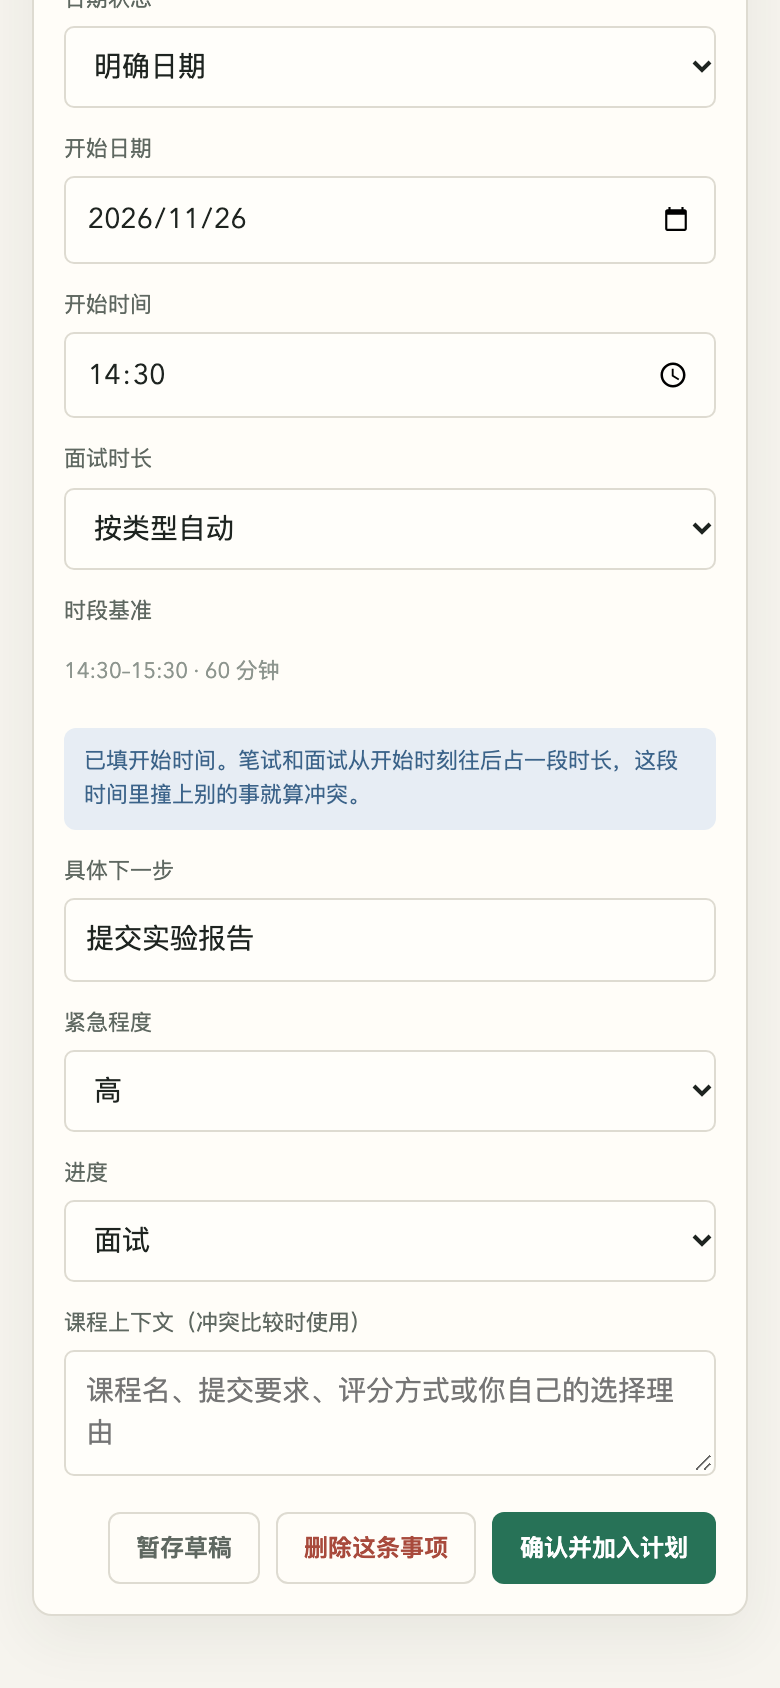 日期状态
明确日期
开始日期
2026/11/26
开始时间
14:30
面试时长
按类型自动
时段基准
14:30–15:30 · 60 分钟
已填开始时间。笔试和面试从开始时刻往后占一段时长，这段
时间里撞上别的事就算冲突。
具体下一步
提交实验报告
紧急程度
高
进度
面试
课程上下文（冲突比较时使用）
课程名、提交要求、评分方式或你自己的选择理
由
暂存草稿
删除这条事项
确认并加入计划